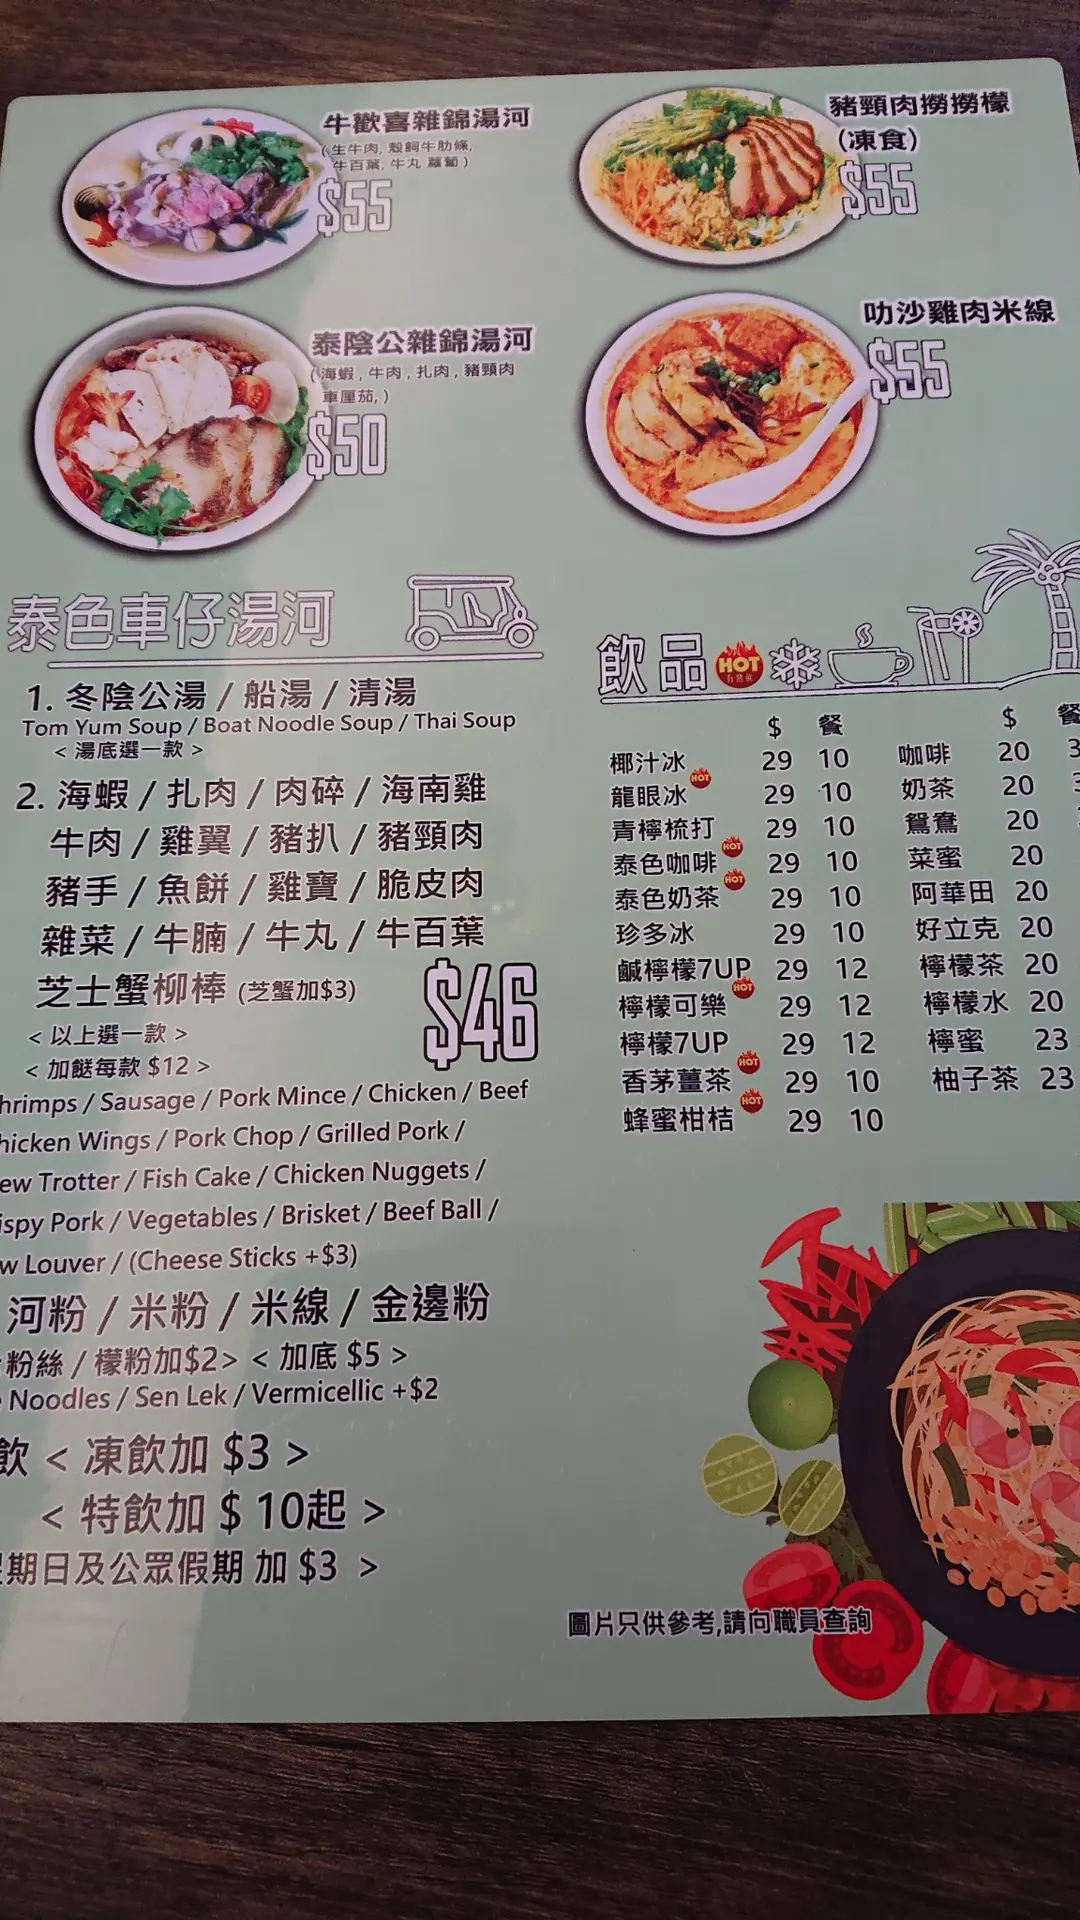 牛歡喜雜錦湯河
(生牛肉, 殼飼牛肋條,
牛百葉, 牛丸 蘿蔔)
$55
豬頸肉撈撈檬
(凍食)
$55
泰陰公雜錦湯河
(海蝦, 牛肉, 扎肉, 豬頸肉
車厘茄,)
$50
叻沙雞肉米線
$55
泰色車仔湯河
1. 冬陰公湯 / 船湯 / 清湯
Tom Yum Soup / Boat Noodle Soup / Thai Soup
< 湯底選一款 >
2. 海蝦 / 扎肉 / 肉碎 / 海南雞
牛肉 / 雞翼 / 豬扒 / 豬頸肉
豬手 / 魚餅 / 雞寶 / 脆皮肉
雜菜 / 牛腩 / 牛丸 / 牛百葉
芝士蟹柳棒 (芝蟹加$3)
$46
< 以上選一款 >
< 加餸每款 $12 >
hrimps / Sausage / Pork Mince / Chicken / Beef
hicken Wings / Pork Chop / Grilled Pork /
ew Trotter / Fish Cake / Chicken Nuggets /
ispy Pork / Vegetables / Brisket / Beef Ball /
w Louver / (Cheese Sticks +$3)
河粉 / 米粉 / 米線 / 金邊粉
粉絲 / 檬粉加$2> < 加底 $5 >
e Noodles / Sen Lek / Vermicellic +$2
飲 < 凍飲加 $3 >
< 特飲加 $ 10起 >
期日及公眾假期 加 $3 >
飲品 HOT
有熱飲
$ 餐
椰汁冰 29 10
龍眼冰 HOT 29 10
青檸梳打 29 10
泰色咖啡 HOT 29 10
泰色奶茶 HOT 29 10
珍多冰 29 10
鹹檸檬7UP 29 12
檸檬可樂 HOT 29 12
檸檬7UP 29 12
香茅薑茶 HOT 29 10
蜂蜜柑桔 HOT 29 10
$ 餐
咖啡 20 3
奶茶 20 3
鴛鴦 20
菜蜜 20
阿華田 20
好立克 20
檸檬茶 20
檸檬水 20
檸蜜 23
柚子茶 23
圖片只供參考,請向職員查詢